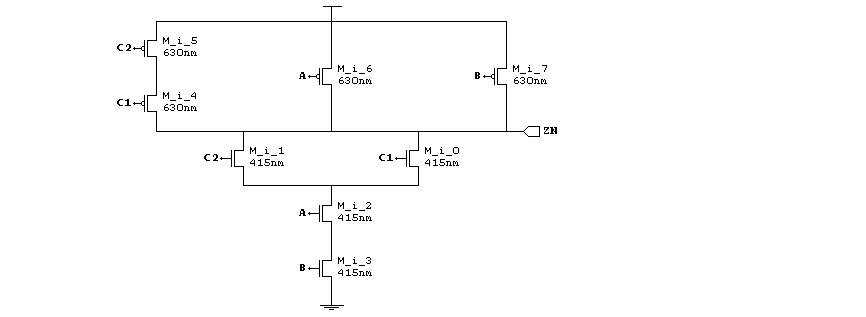 C2
M_i_5
630nm
A
M_i_6
630nm
B
M_i_7
630nm
C1
M_i_4
630nm
ZN
C2
M_i_1
415nm
C1
M_i_0
415nm
A
M_i_2
415nm
B
M_i_3
415nm